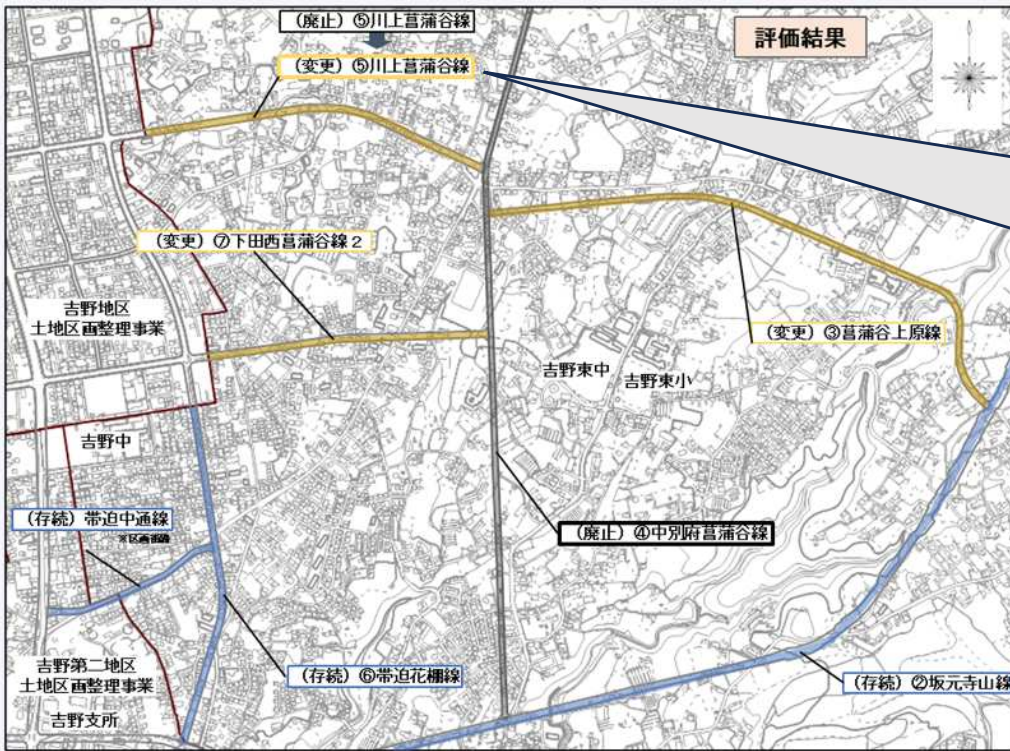 (廃止)⑤川上菖蒲谷線
評価結果
(変更)⑤川上菖蒲谷線
(変更)⑦下田西菖蒲谷線2
吉野地区
土地区画整理事業
(変更)③菖蒲谷上原線
吉野東中
吉野東小
吉野中
(存続)帯迫中通線
※区画街路
(廃止)④中別府菖蒲谷線
吉野第二地区
土地区画整理事業
(存続)⑥帯迫花棚線
(存続)②坂元寺山線
吉野支所